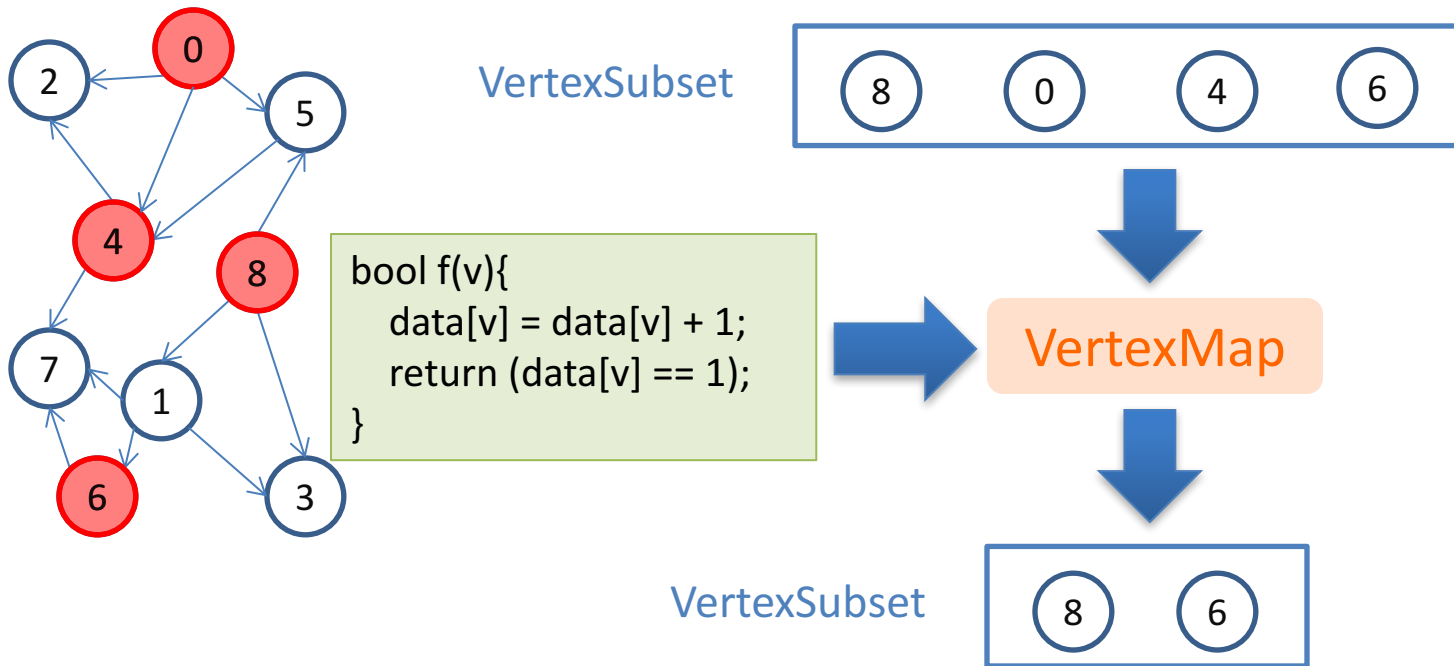 0
2
5
4
8
7
1
6
3
VertexSubset
8 0 4 6
bool f(v){
data[v] = data[v] + 1;
return (data[v] == 1);
}
VertexMap
VertexSubset
8 6